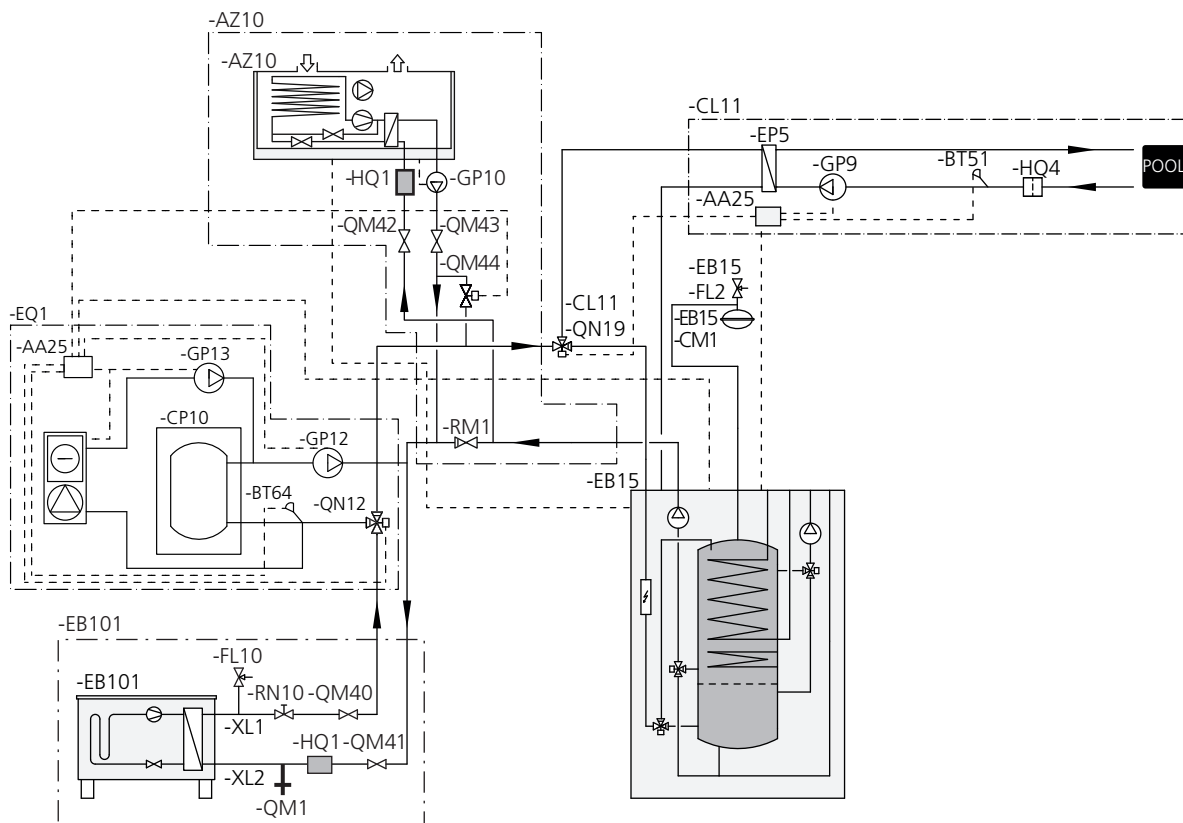 -AZ10
-AZ10
-HQ1
-GP10
-QM42
-QM43
-QM44
-CL11
-EP5
-GP9
-BT51
-HQ4
POOL
-AA25
-EB15
-FL2
-EB15
-CM1
-CL11
-QN19
-EQ1
-AA25
-GP13
-CP10
-GP12
-RM1
-BT64
-QN12
-EB15
-EB101
-FL10
-EB101
-RN10
-QM40
-XL1
-HQ1
-QM41
-XL2
-QM1